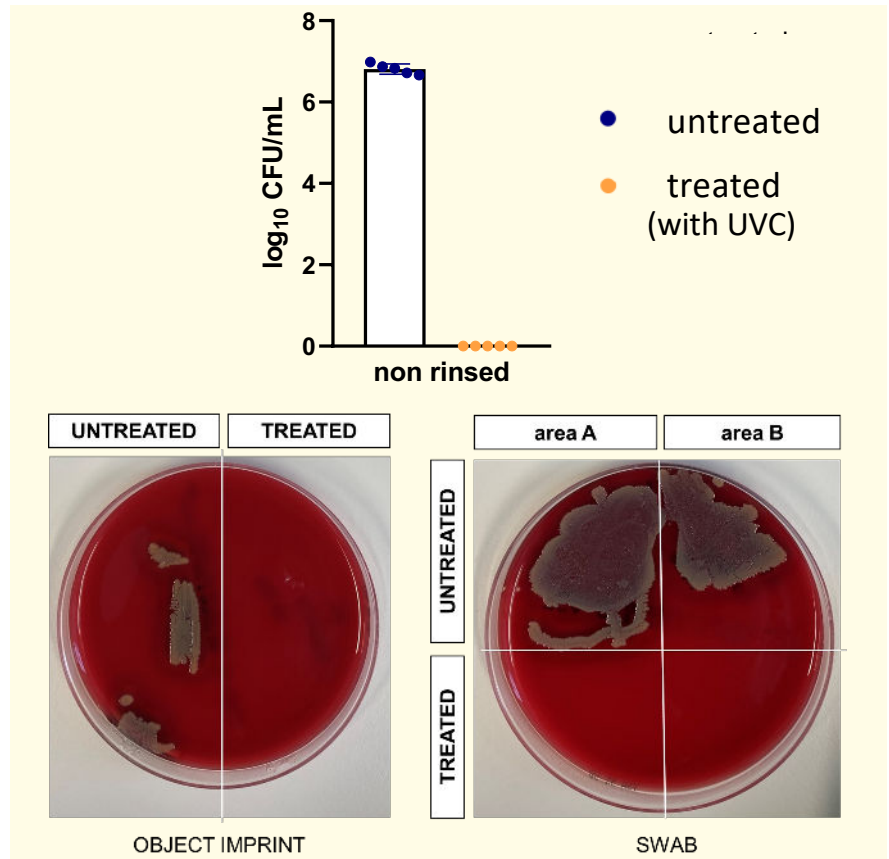 8
6
4
2
0
log₁₀ CFU/mL
non rinsed
untreated
treated
(with UVC)
UNTREATED
TREATED
OBJECT IMPRINT
area A
area B
UNTREATED
TREATED
SWAB